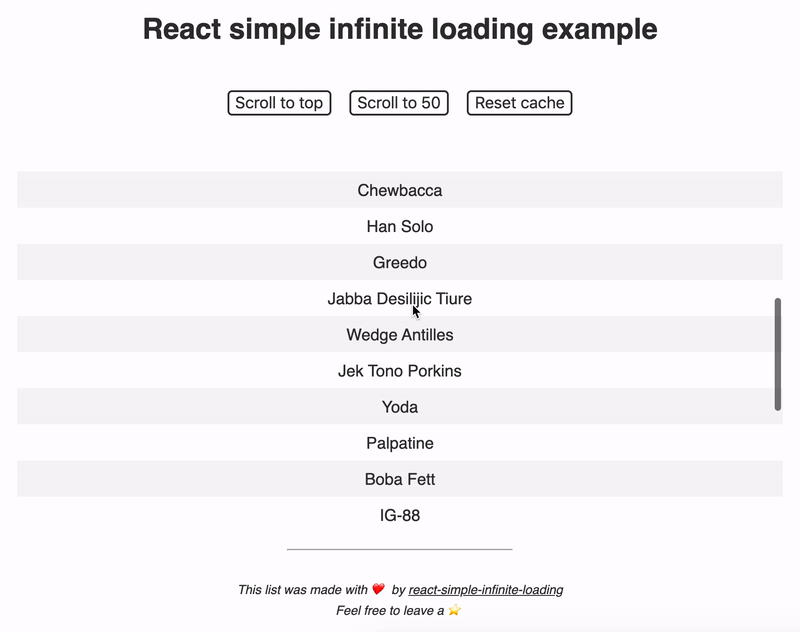 React simple infinite loading example
Scroll to top Scroll to 50 Reset cache
Chewbacca
Han Solo
Greedo
Jabba Desilijic Tiure
Wedge Antilles
Jek Tono Porkins
Yoda
Palpatine
Boba Fett
IG-88
This list was made with ❤️ by react-simple-infinite-loading
Feel free to leave a ⭐